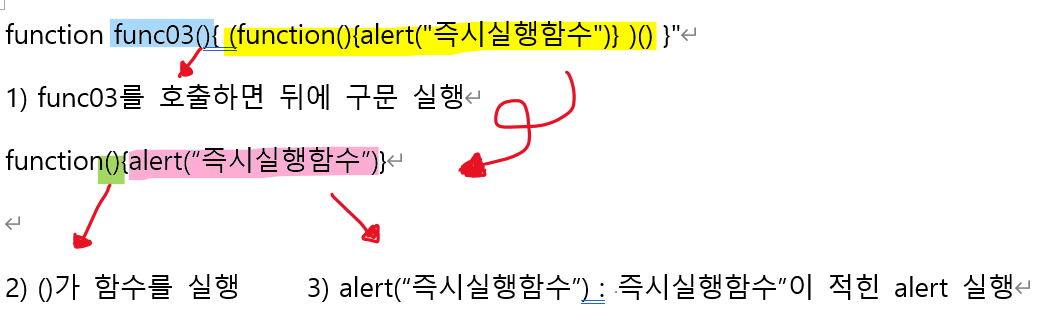 function func03(){ (function(){alert("즉시실행함수")} )() }"
1) func03를 호출하면 뒤에 구문 실행
function(){alert(“즉시실행함수”)}
2) ()가 함수를 실행 3) alert(“즉시실행함수”) : 즉시실행함수”이 적힌 alert 실행